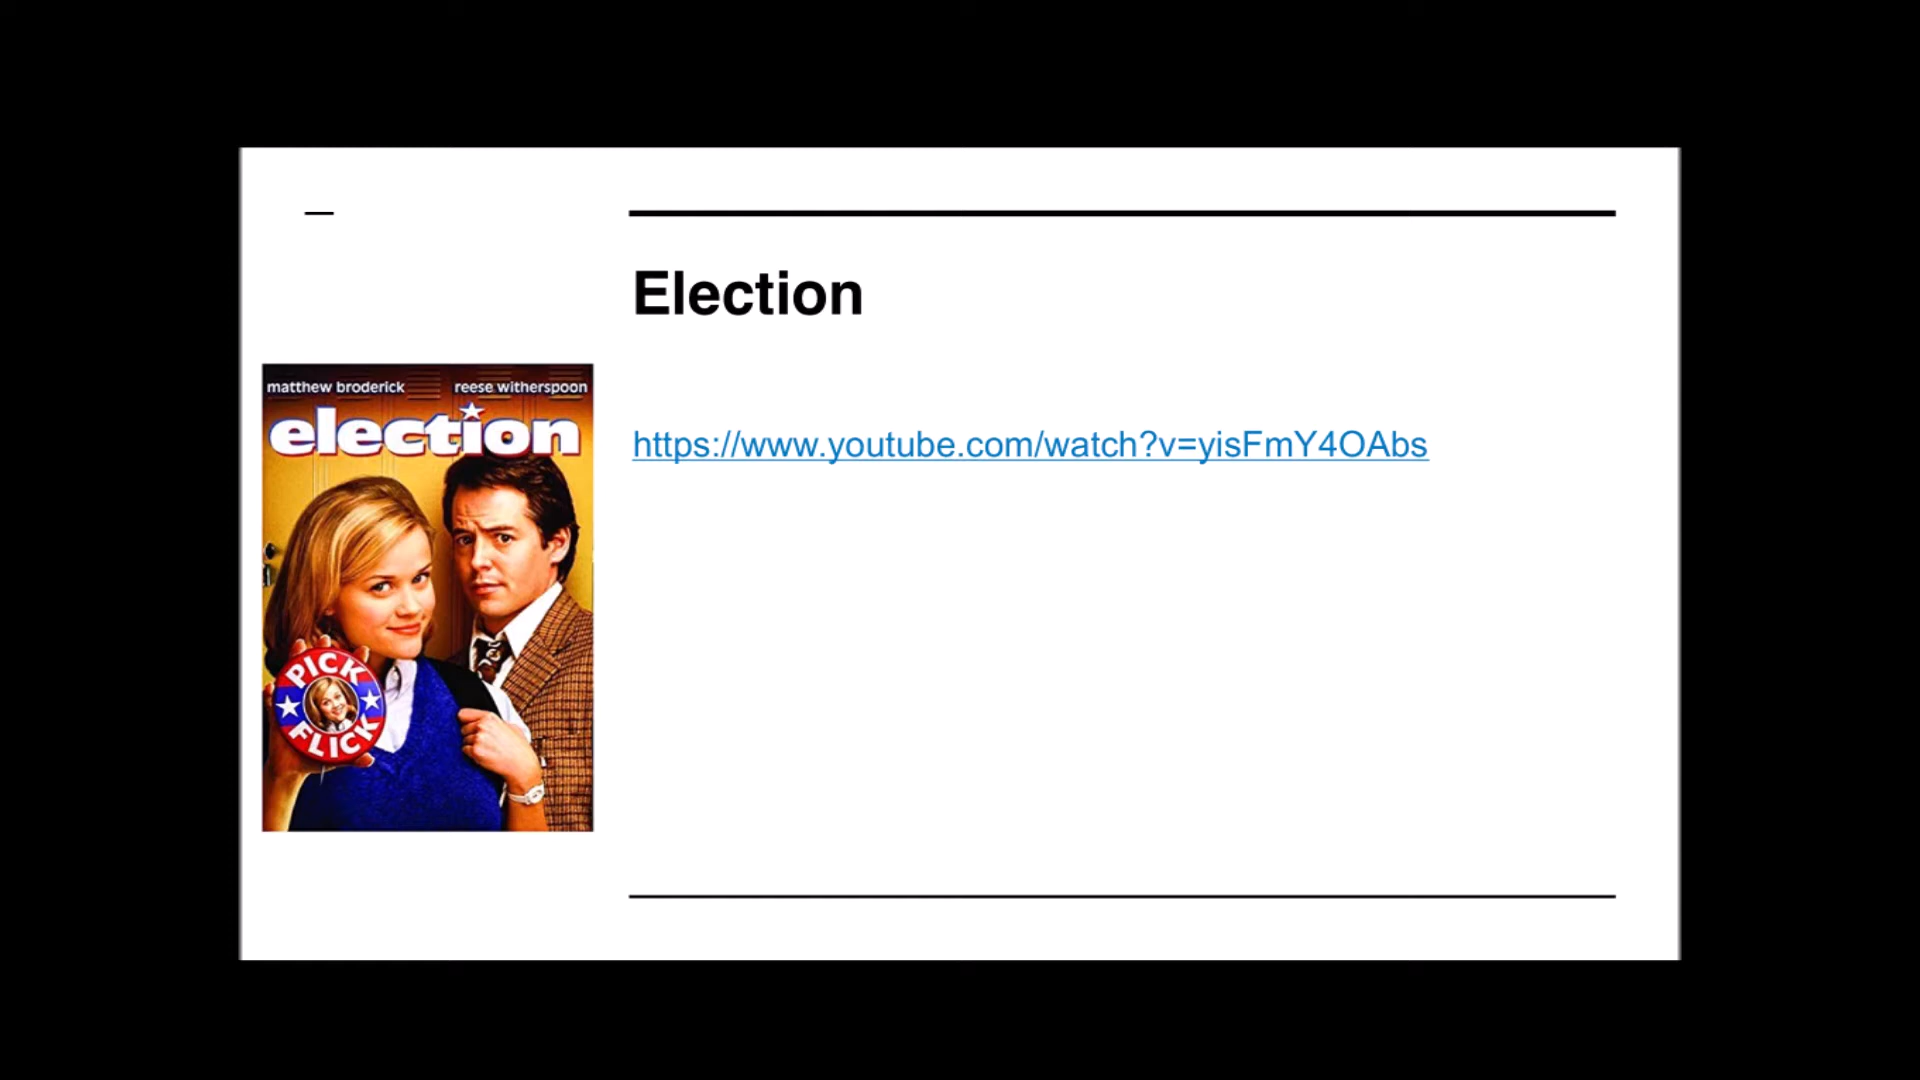 Election
matthew broderick reese witherspoon
election
https://www.youtube.com/watch?v=yisFmY4OAbs
PICK
FLICK